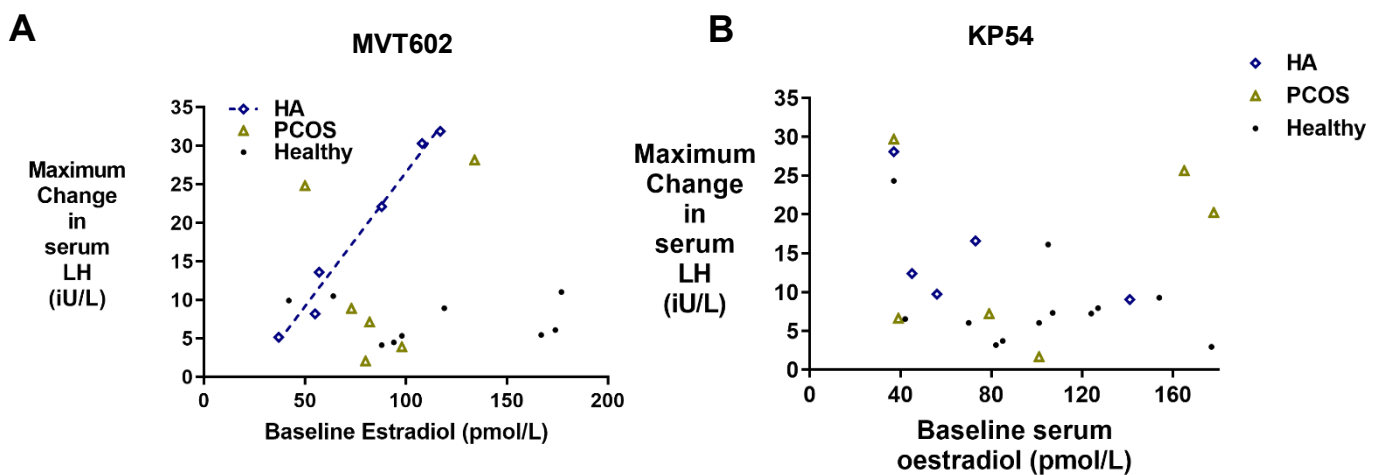 A
MVT602
HA
PCOS
Healthy
Maximum
Change
in
serum
LH
(iU/L)
35
30
25
20
15
10
5
0
0 50 100 150 200
Baseline Estradiol (pmol/L)
B
KP54
HA
PCOS
Healthy
Maximum
Change
in
serum
LH
(iU/L)
35
30
25
20
15
10
5
0
0 40 80 120 160
Baseline serum
oestradiol (pmol/L)